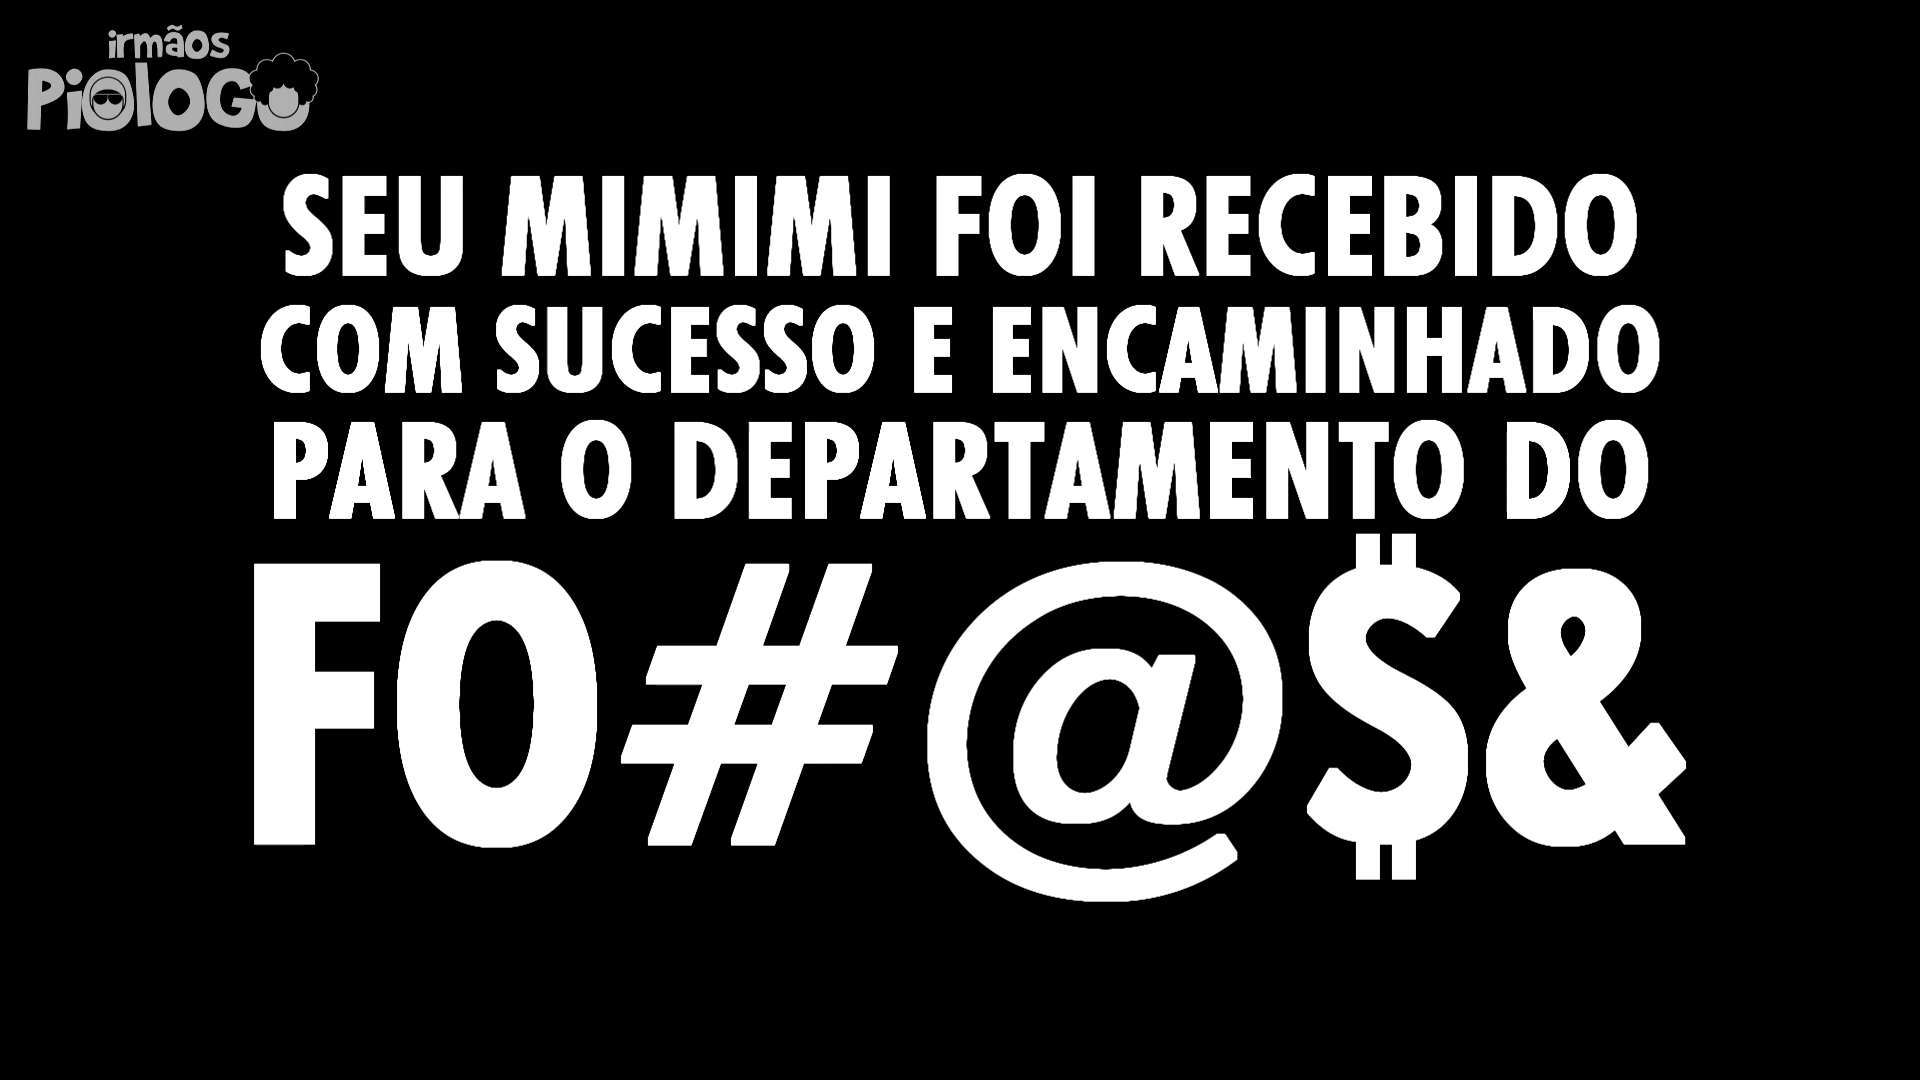 irmãos
PiOLOGO
SEU MIMIMI FOI RECEBIDO
COM SUCESSO E ENCAMINHADO
PARA O DEPARTAMENTO DO
FO#@$&